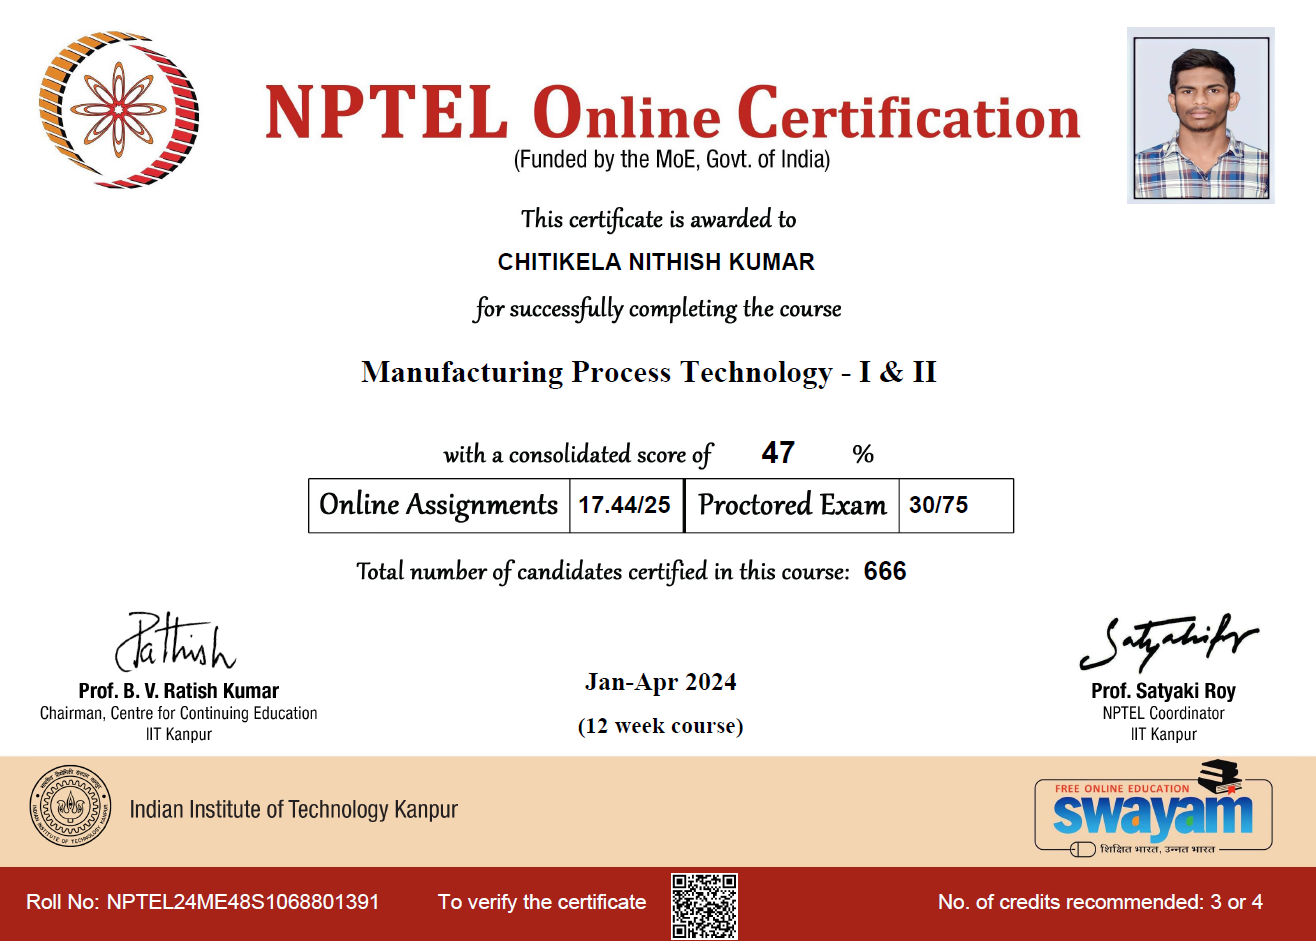 NPTEL Online Certification
(Funded by the MoE, Govt. of India)
This certificate is awarded to
CHITIKELA NITHISH KUMAR
for successfully completing the course
Manufacturing Process Technology - I & II
with a consolidated score of 47 %
Online Assignments 17.44/25 Proctored Exam 30/75
Total number of candidates certified in this course: 666
Prof. B. V. Ratish Kumar
Chairman, Centre for Continuing Education
IIT Kanpur
Jan-Apr 2024
(12 week course)
Prof. Satyaki Roy
NPTEL Coordinator
IIT Kanpur
INDIAN INSTITUTE OF TECHNOLOGY KANPUR
Indian Institute of Technology Kanpur
FREE ONLINE EDUCATION
swayam
शिक्षित भारत, उन्नत भारत
Roll No: NPTEL24ME48S1068801391
To verify the certificate
No. of credits recommended: 3 or 4